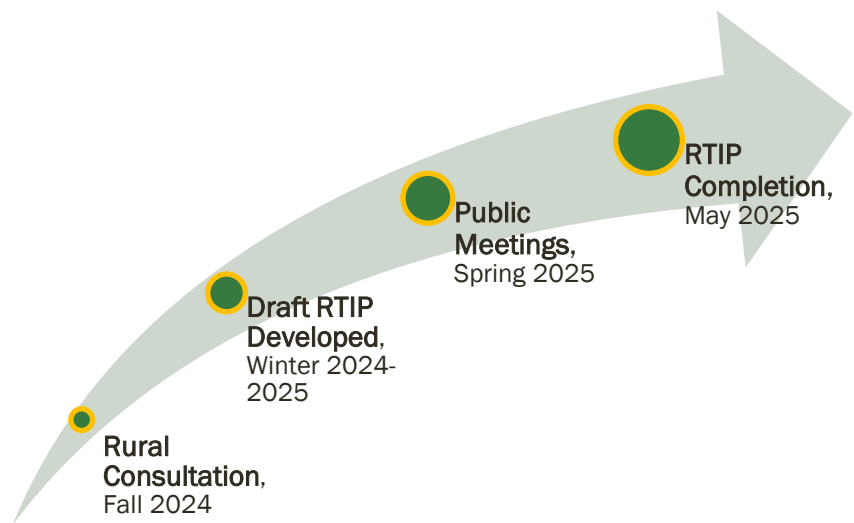 Rural
Consultation,
Fall 2024
Draft RTIP
Developed,
Winter 2024-
2025
Public
Meetings,
Spring 2025
RTIP
Completion,
May 2025